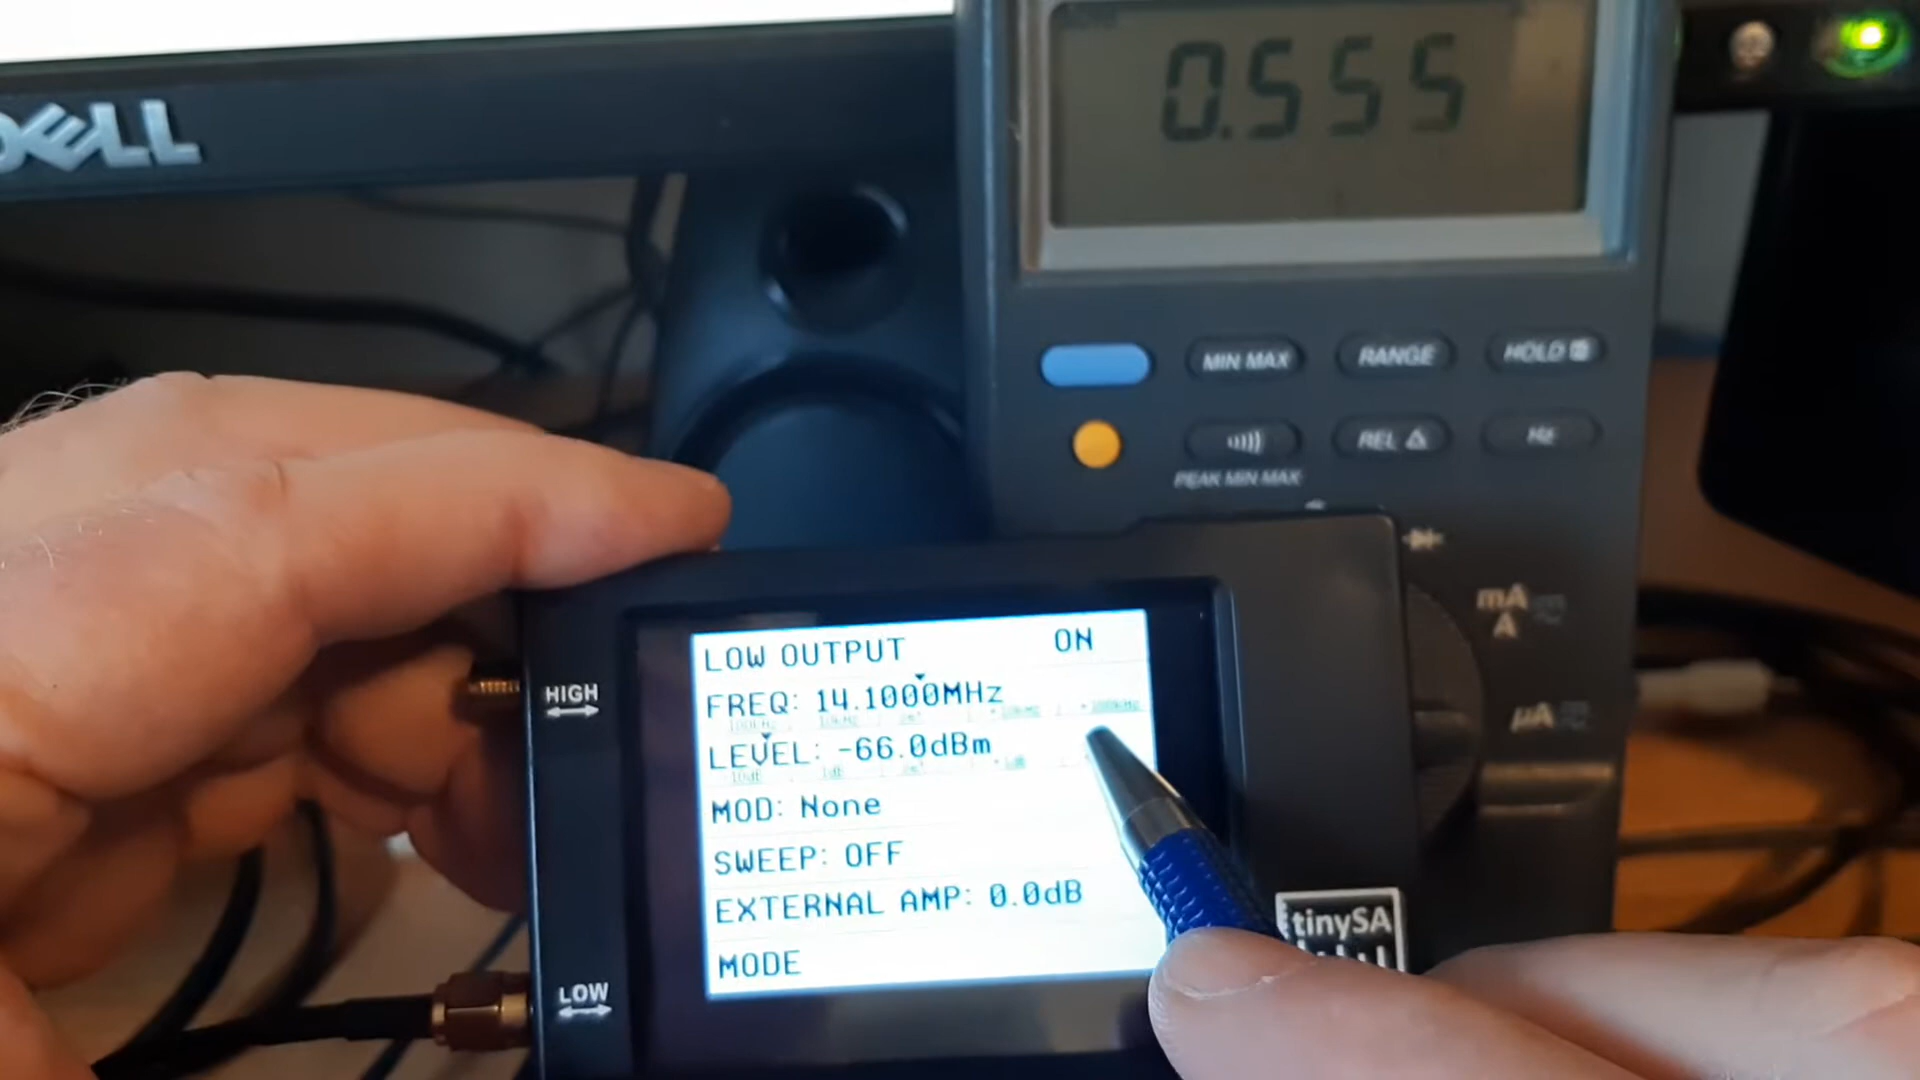 DELL
0.555
MIN MAX
RANGE
HOLD
REL Δ
Hz
PEAK MIN MAX
mA
A
µA
HIGH
LOW OUTPUT ON
FREQ: 14.1000MHz
LEVEL: -66.0dBm
MOD: None
SWEEP: OFF
EXTERNAL AMP: 0.0dB
MODE
LOW
tinySA